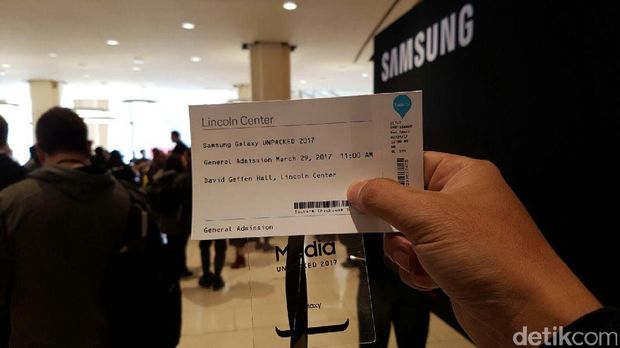 SAMSUNG
Lincoln Center
Samsung Galaxy UNPACKED 2017
General Admission March 29, 2017 11:00 AM
David Geffen Hall, Lincoln Center
General Admission
Media
UNPACKED 2017
Galaxy
detikcom